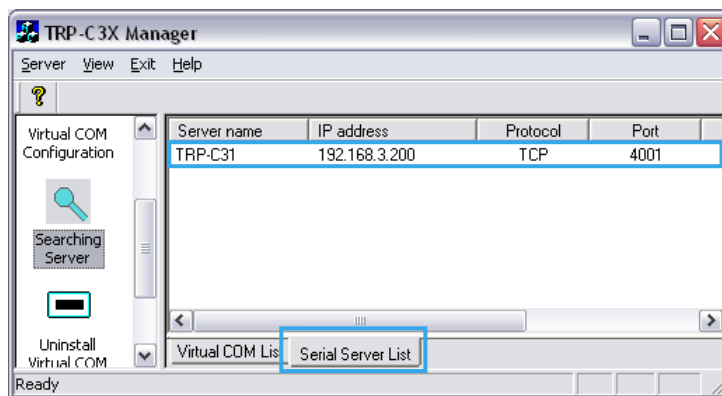 TRP-C3X Manager
Server View Exit Help
Virtual COM
Configuration
Searching
Server
Uninstall
Virtual COM
Server name IP address Protocol Port
TRP-C31 192.168.3.200 TCP 4001
Virtual COM Lis Serial Server List
Ready